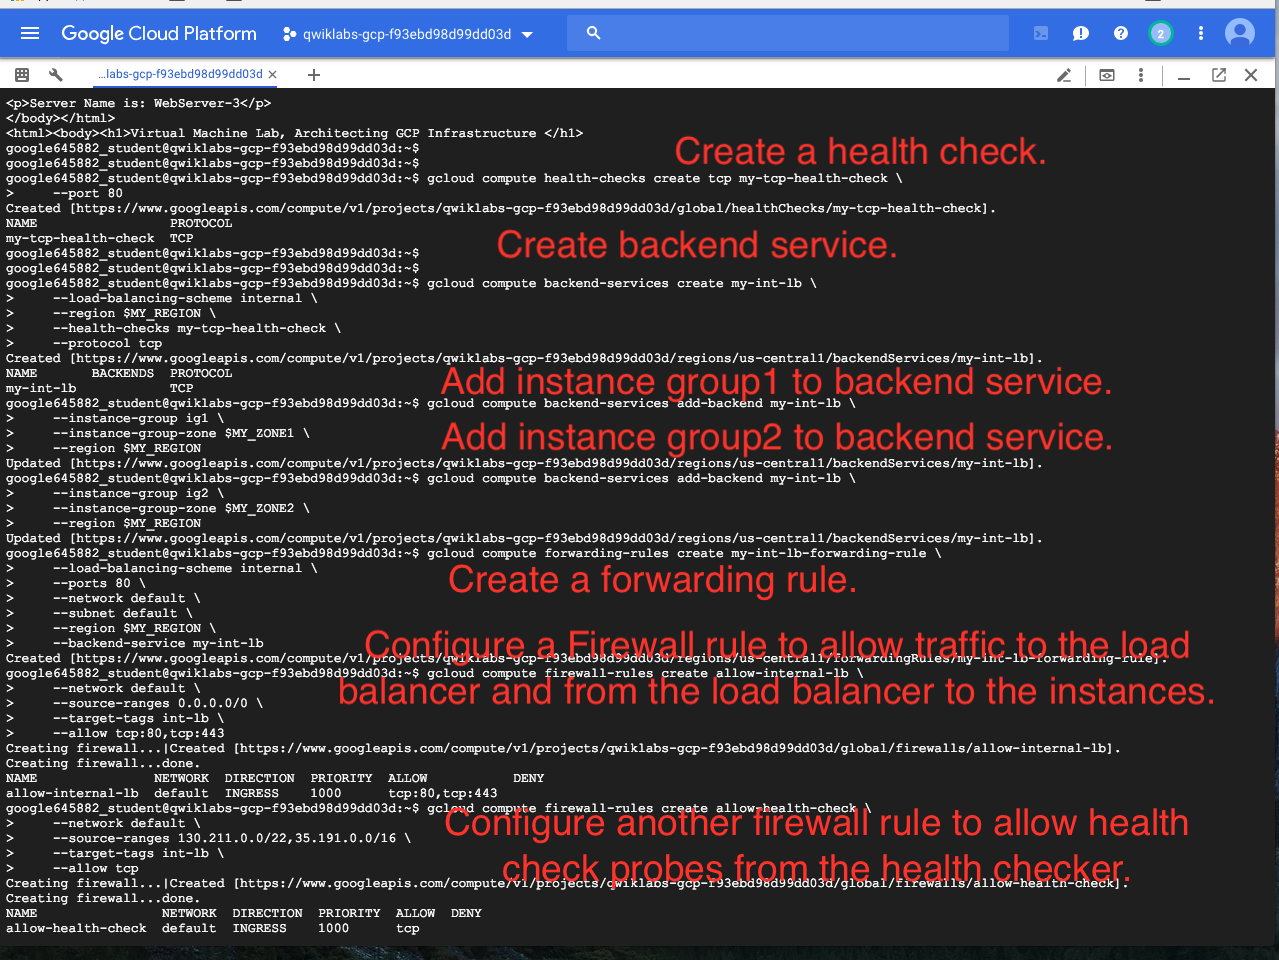 Google Cloud Platform
qwiklabs-gcp-f93ebd98d99dd03d
2
...labs-gcp-f93ebd98d99dd03d
<p>Server Name is: WebServer-3</p>
</body></html>
<html><body><h1>Virtual Machine Lab, Architecting GCP Infrastructure </h1>
google645882_student@qwiklabs-gcp-f93ebd98d99dd03d:~$
Create a health check.
google645882_student@qwiklabs-gcp-f93ebd98d99dd03d:~$
google645882_student@qwiklabs-gcp-f93ebd98d99dd03d:~$ gcloud compute health-checks create tcp my-tcp-health-check \
> --port 80
Created [https://www.googleapis.com/compute/v1/projects/qwiklabs-gcp-f93ebd98d99dd03d/global/healthChecks/my-tcp-health-check].
NAME PROTOCOL
my-tcp-health-check TCP
Create backend service.
google645882_student@qwiklabs-gcp-f93ebd98d99dd03d:~$
google645882_student@qwiklabs-gcp-f93ebd98d99dd03d:~$
google645882_student@qwiklabs-gcp-f93ebd98d99dd03d:~$ gcloud compute backend-services create my-int-lb \
> --load-balancing-scheme internal \
> --region $MY_REGION \
> --health-checks my-tcp-health-check \
> --protocol tcp
Created [https://www.googleapis.com/compute/v1/projects/qwiklabs-gcp-f93ebd98d99dd03d/regions/us-central1/backendServices/my-int-lb].
NAME BACKENDS PROTOCOL
my-int-lb TCP
Add instance group1 to backend service.
google645882_student@qwiklabs-gcp-f93ebd98d99dd03d:~$ gcloud compute backend-services add-backend my-int-lb \
> --instance-group ig1 \
> --instance-group-zone $MY_ZONE1 \
Add instance group2 to backend service.
> --region $MY_REGION
Updated [https://www.googleapis.com/compute/v1/projects/qwiklabs-gcp-f93ebd98d99dd03d/regions/us-central1/backendServices/my-int-lb].
google645882_student@qwiklabs-gcp-f93ebd98d99dd03d:~$ gcloud compute backend-services add-backend my-int-lb \
> --instance-group ig2 \
> --instance-group-zone $MY_ZONE2 \
> --region $MY_REGION
Updated [https://www.googleapis.com/compute/v1/projects/qwiklabs-gcp-f93ebd98d99dd03d/regions/us-central1/backendServices/my-int-lb].
google645882_student@qwiklabs-gcp-f93ebd98d99dd03d:~$ gcloud compute forwarding-rules create my-int-lb-forwarding-rule \
> --load-balancing-scheme internal \
Create a forwarding rule.
> --ports 80 \
> --network default \
> --subnet default \
> --region $MY_REGION \
> --backend-service my-int-lb
Configure a Firewall rule to allow traffic to the load
Created [https://www.googleapis.com/compute/v1/projects/qwiklabs-gcp-f93ebd98d99dd03d/regions/us-central1/forwardingRules/my-int-lb-forwarding-rule].
google645882_student@qwiklabs-gcp-f93ebd98d99dd03d:~$ gcloud compute firewall-rules create allow-internal-lb \
balancer and from the load balancer to the instances.
> --network default \
> --source-ranges 0.0.0.0/0 \
> --target-tags int-lb \
> --allow tcp:80,tcp:443
Creating firewall...|Created [https://www.googleapis.com/compute/v1/projects/qwiklabs-gcp-f93ebd98d99dd03d/global/firewalls/allow-internal-lb].
Creating firewall...done.
NAME NETWORK DIRECTION PRIORITY ALLOW DENY
allow-internal-lb default INGRESS 1000 tcp:80,tcp:443
google645882_student@qwiklabs-gcp-f93ebd98d99dd03d:~$ gcloud compute firewall-rules create allow-health-check \
Configure another firewall rule to allow health
> --network default \
> --source-ranges 130.211.0.0/22,35.191.0.0/16 \
> --target-tags int-lb \
check probes from the health checker.
> --allow tcp
Creating firewall...|Created [https://www.googleapis.com/compute/v1/projects/qwiklabs-gcp-f93ebd98d99dd03d/global/firewalls/allow-health-check].
Creating firewall...done.
NAME NETWORK DIRECTION PRIORITY ALLOW DENY
allow-health-check default INGRESS 1000 tcp